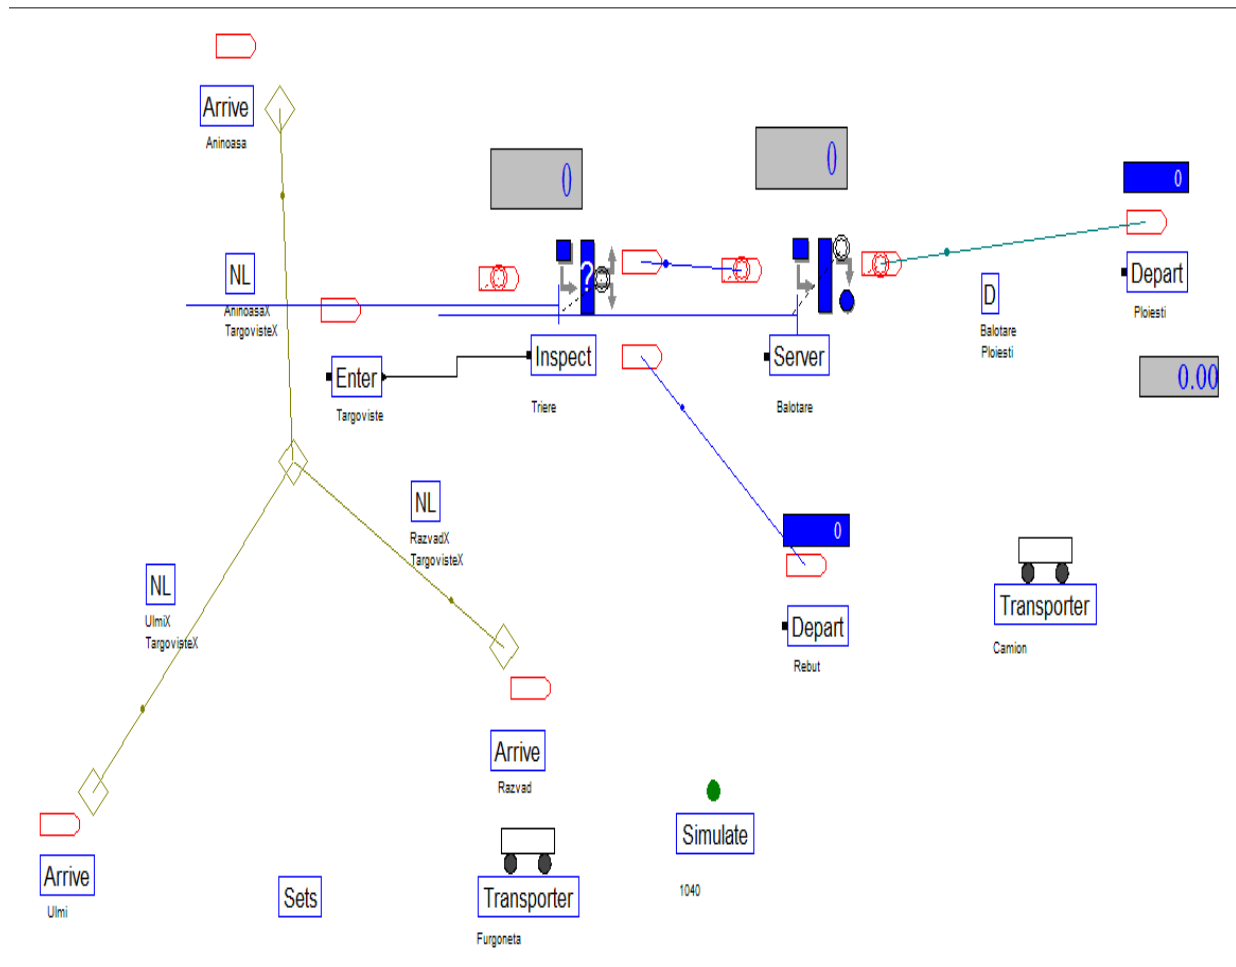 Arrive
Aninoasa
0
0
0
NL
AninoasaX
TargovisteX
?
Depart
Ploiesti
D
Balotare
Ploiesti
Enter
Targoviste
Inspect
Triere
Server
Balotare
0.00
NL
RazvadX
TargovisteX
0
NL
UlmiX
TargovisteX
Depart
Rebut
Transporter
Camion
Arrive
Razvad
Simulate
1040
Arrive
Ulmi
Sets
Transporter
Furgoneta